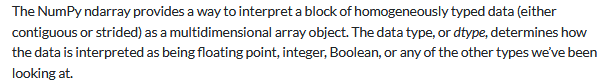 The NumPy ndarray provides a way to interpret a block of homogeneously typed data (either
contiguous or strided) as a multidimensional array object. The data type, or dtype, determines how
the data is interpreted as being floating point, integer, Boolean, or any of the other types we’ve been
looking at.